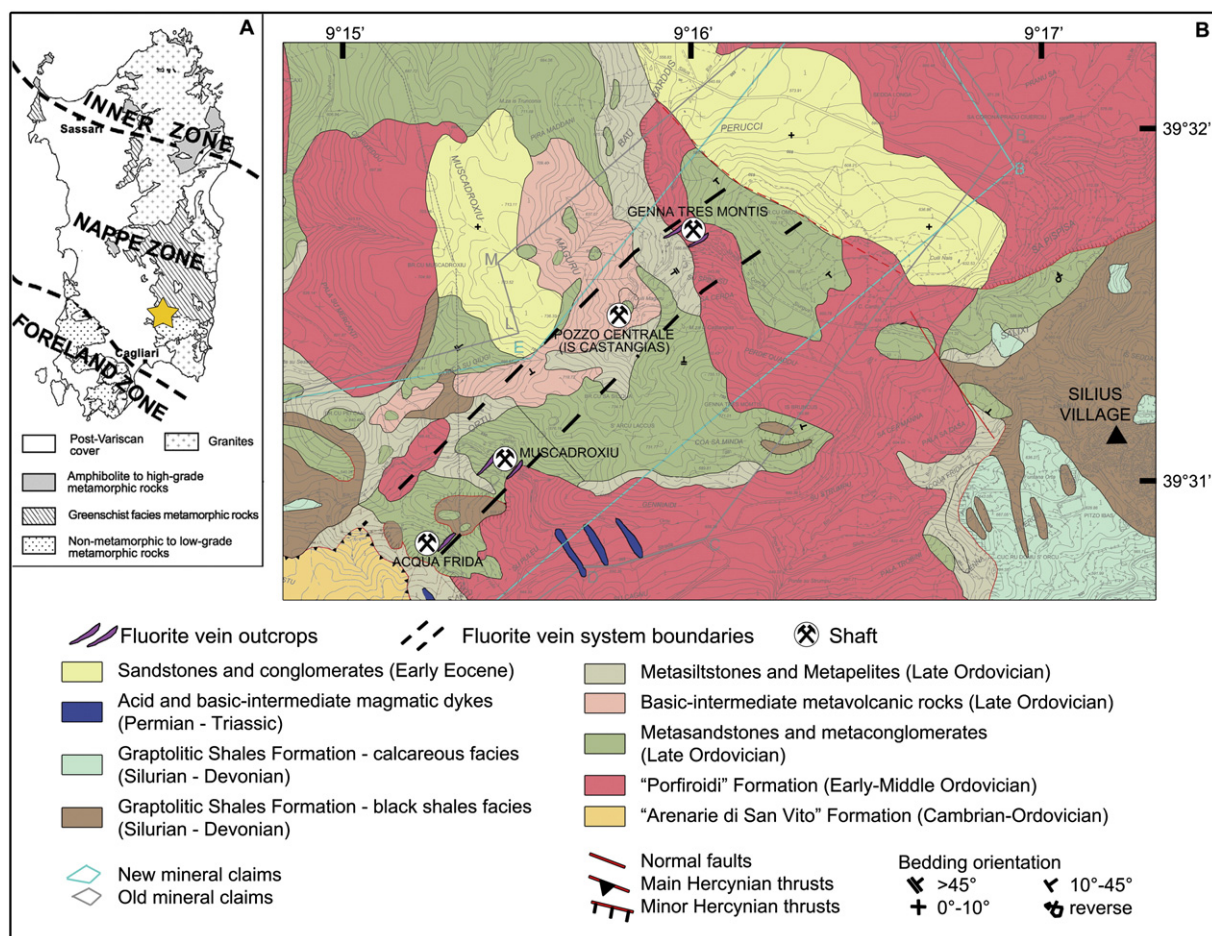 A
INNER ZONE
Sassari
NAPPE ZONE
FORELAND ZONE
Cagliari
Post-Variscan
cover
Granites
Amphibolite to high-grade
metamorphic rocks
Greenschist facies metamorphic rocks
Non-metamorphic to low-grade
metamorphic rocks
9°15'
9°16'
9°17'
B
39°32'
39°31'
BAU
PERUCCI
MUSCADROXIU
MAGURU
GENNA TRES MONTIS
M
L
E
POZZO CENTRALE
(IS CASTANGIAS)
ORTU
MUSCADROXIU
ACQUA FRIDA
SALIXI
COA SA MINDA
SILIUS
VILLAGE
Fluorite vein outcrops
Fluorite vein system boundaries
Shaft
Sandstones and conglomerates (Early Eocene)
Acid and basic-intermediate magmatic dykes
(Permian - Triassic)
Graptolitic Shales Formation - calcareous facies
(Silurian - Devonian)
Graptolitic Shales Formation - black shales facies
(Silurian - Devonian)
New mineral claims
Old mineral claims
Metasiltstones and Metapelites (Late Ordovician)
Basic-intermediate metavolcanic rocks (Late Ordovician)
Metasandstones and metaconglomerates
(Late Ordovician)
“Porfiroidi” Formation (Early-Middle Ordovician)
“Arenarie di San Vito” Formation (Cambrian-Ordovician)
Normal faults
Main Hercynian thrusts
Minor Hercynian thrusts
Bedding orientation
>45°
10°-45°
0°-10°
reverse